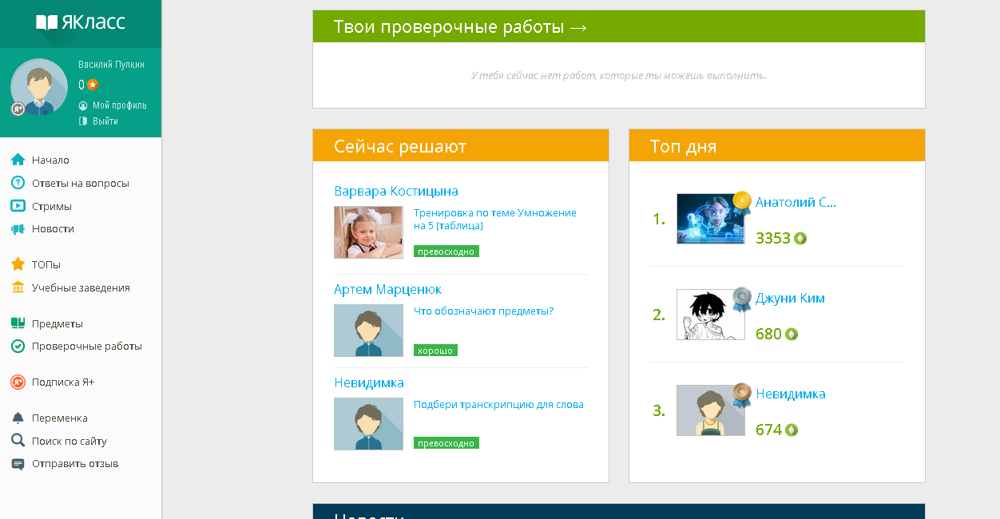 ЯКласс
Василий Пупкин
0
Я+
Мой профиль
Выйти
Начало
Ответы на вопросы
Стримы
Новости
ТОПы
Учебные заведения
Предметы
Проверочные работы
Я+
Подписка Я+
Переменка
Поиск по сайту
Отправить отзыв
Твои проверочные работы →
У тебя сейчас нет работ, которые ты можешь выполнить.
Сейчас решают
Варвара Костицына
Тренировка по теме Умножение
на 5 (таблица)
превосходно
Артем Марценюк
Что обозначают предметы?
хорошо
Невидимка
Подбери транскрипцию для слова
превосходно
Топ дня
1.
Анатолий С...
3353
2.
Джуни Ким
680
3.
Невидимка
674
Новости